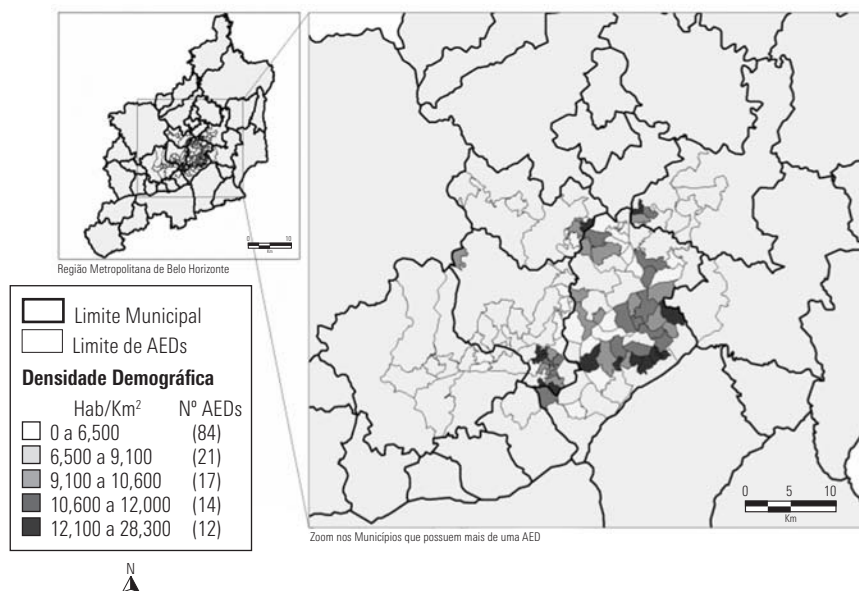 0 10
Km
Região Metropolitana de Belo Horizonte
Limite Municipal
Limite de AEDs
Densidade Demográfica
Hab/Km² Nº AEDs
0 a 6,500 (84)
6,500 a 9,100 (21)
9,100 a 10,600 (17)
10,600 a 12,000 (14)
12,100 a 28,300 (12)
N
0 5 10
Km
Zoom nos Municípios que possuem mais de uma AED